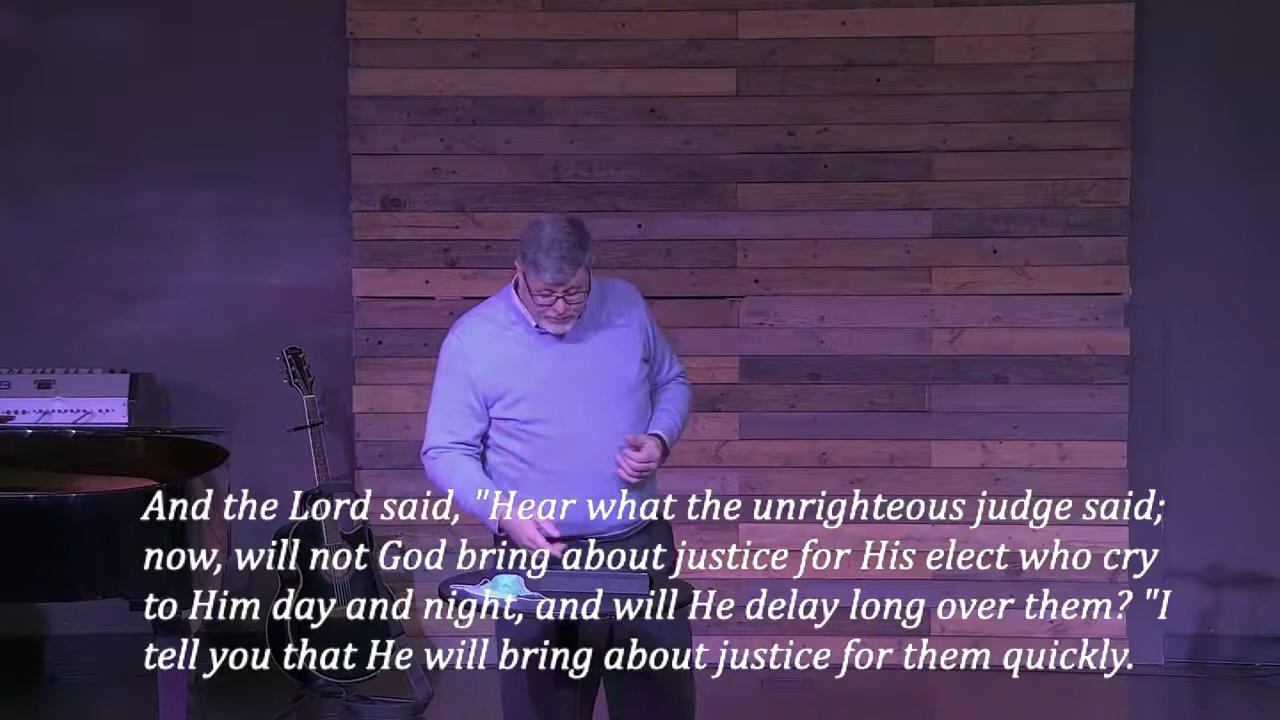 And the Lord said, "Hear what the unrighteous judge said;
now, will not God bring about justice for His elect who cry
to Him day and night, and will He delay long over them? "I
tell you that He will bring about justice for them quickly.